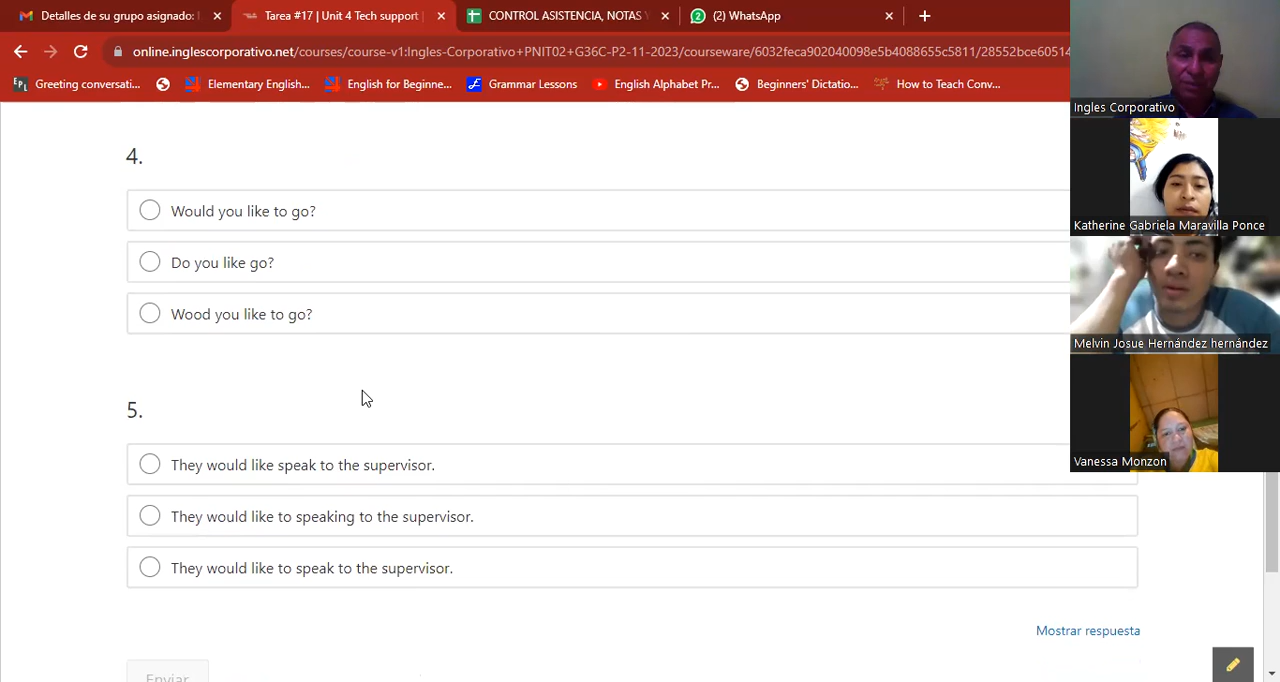 Detalles de su grupo asignado:
Tarea #17 | Unit 4 Tech support
CONTROL ASISTENCIA, NOTAS Y
(2) WhatsApp
online.inglescorporativo.net/courses/course-v1:Ingles-Corporativo+PNIT02+G36C-P2-11-2023/courseware/6032feca902040098e5b4088655c5811/28552bce60514
Greeting conversati...
Elementary English...
English for Beginne...
Grammar Lessons
English Alphabet Pr...
Beginners' Dictatio...
How to Teach Conv...
Ingles Corporativo
Katherine Gabriela Maravilla Ponce
Melvin Josue Hernández hernández
Vanessa Monzon
4.
Would you like to go?
Do you like go?
Wood you like to go?
5.
They would like speak to the supervisor.
They would like to speaking to the supervisor.
They would like to speak to the supervisor.
Mostrar respuesta
Enviar